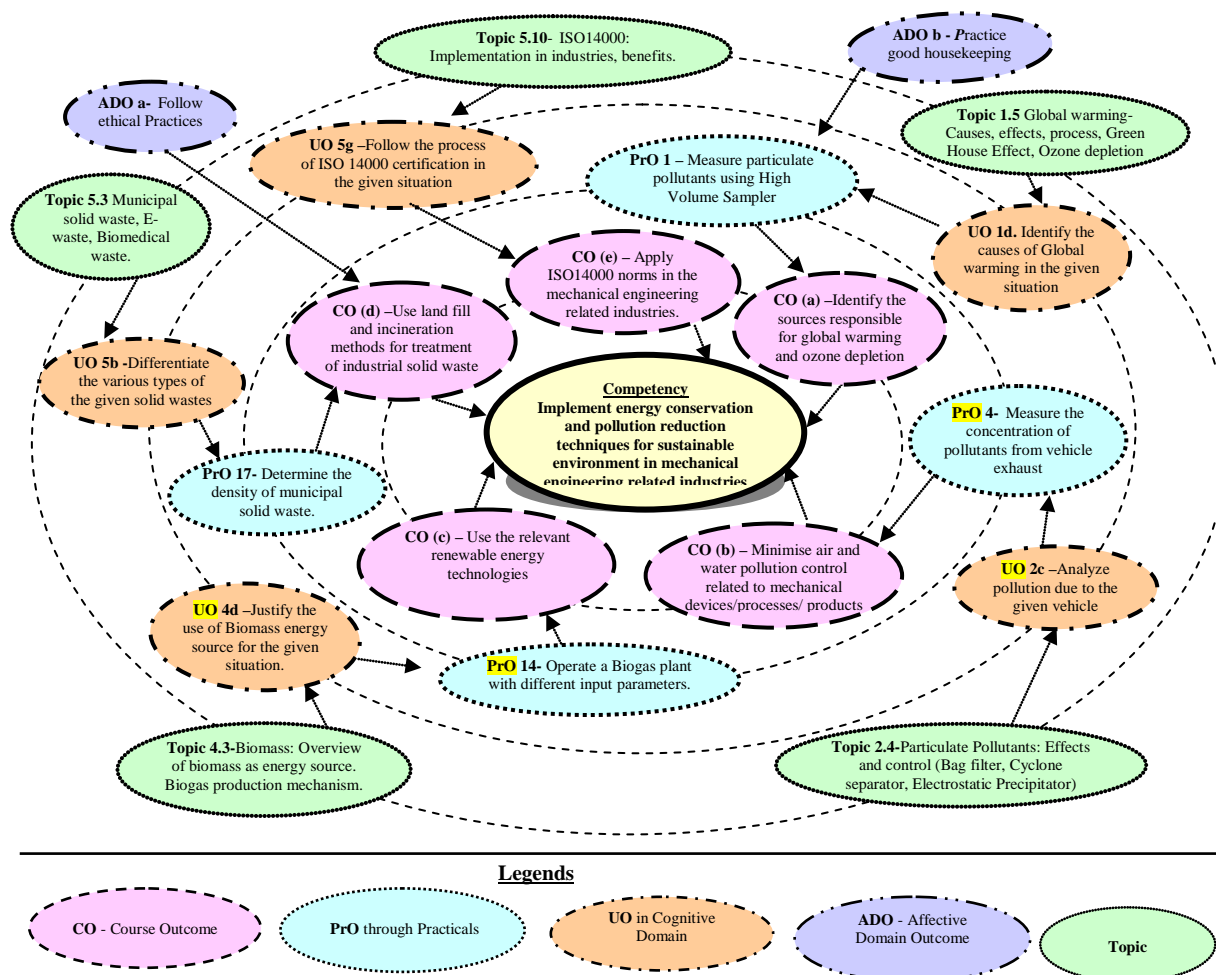 Topic 5.10- ISO14000:
Implementation in industries, benefits.
ADO b - Practice
good housekeeping
ADO a- Follow
ethical Practices
Topic 1.5 Global warming-
Causes, effects, process, Green
House Effect, Ozone depletion
UO 5g –Follow the process
of ISO 14000 certification in
the given situation
PrO 1 – Measure particulate
pollutants using High
Volume Sampler
Topic 5.3 Municipal
solid waste, E-
waste, Biomedical
waste.
UO 1d. Identify the
causes of Global
warming in the given
situation
CO (e) – Apply
ISO14000 norms in the
mechanical engineering
related industries.
CO (d) –Use land fill
and incineration
methods for treatment
of industrial solid waste
CO (a) –Identify the
sources responsible
for global warming
and ozone depletion
UO 5b -Differentiate
the various types of
the given solid wastes
Competency
Implement energy conservation
and pollution reduction
techniques for sustainable
environment in mechanical
engineering related industries
PrO 4- Measure the
concentration of
pollutants from vehicle
exhaust
PrO 17- Determine the
density of municipal
solid waste.
CO (c) – Use the relevant
renewable energy
technologies
CO (b) – Minimise air and
water pollution control
related to mechanical
devices/processes/ products
UO 2c –Analyze
pollution due to the
given vehicle
UO 4d –Justify the
use of Biomass energy
source for the given
situation.
PrO 14- Operate a Biogas plant
with different input parameters.
Topic 4.3-Biomass: Overview
of biomass as energy source.
Biogas production mechanism.
Topic 2.4-Particulate Pollutants: Effects
and control (Bag filter, Cyclone
separator, Electrostatic Precipitator)
Legends
CO - Course Outcome
PrO through Practicals
UO in Cognitive
Domain
ADO - Affective
Domain Outcome
Topic